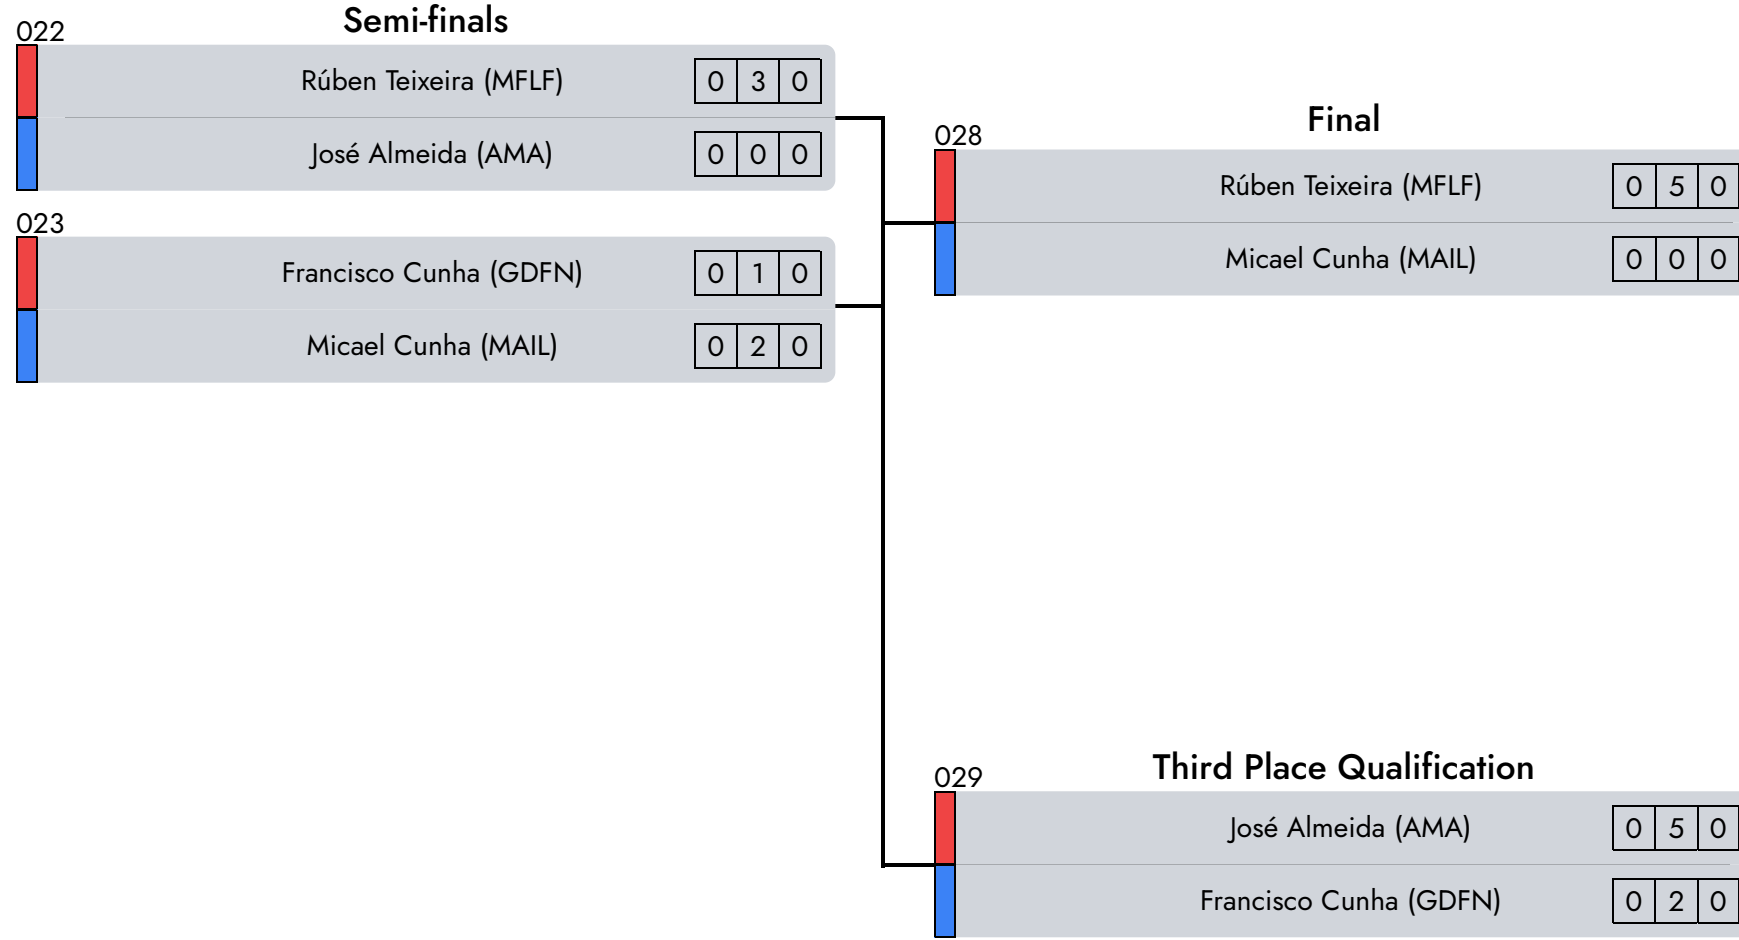 Semi-finals
022
Rúben Teixeira (MFLF) 0 3 0
José Almeida (AMA) 0 0 0
023
Francisco Cunha (GDFN) 0 1 0
Micael Cunha (MAIL) 0 2 0
Final
028
Rúben Teixeira (MFLF) 0 5 0
Micael Cunha (MAIL) 0 0 0
Third Place Qualification
029
José Almeida (AMA) 0 5 0
Francisco Cunha (GDFN) 0 2 0